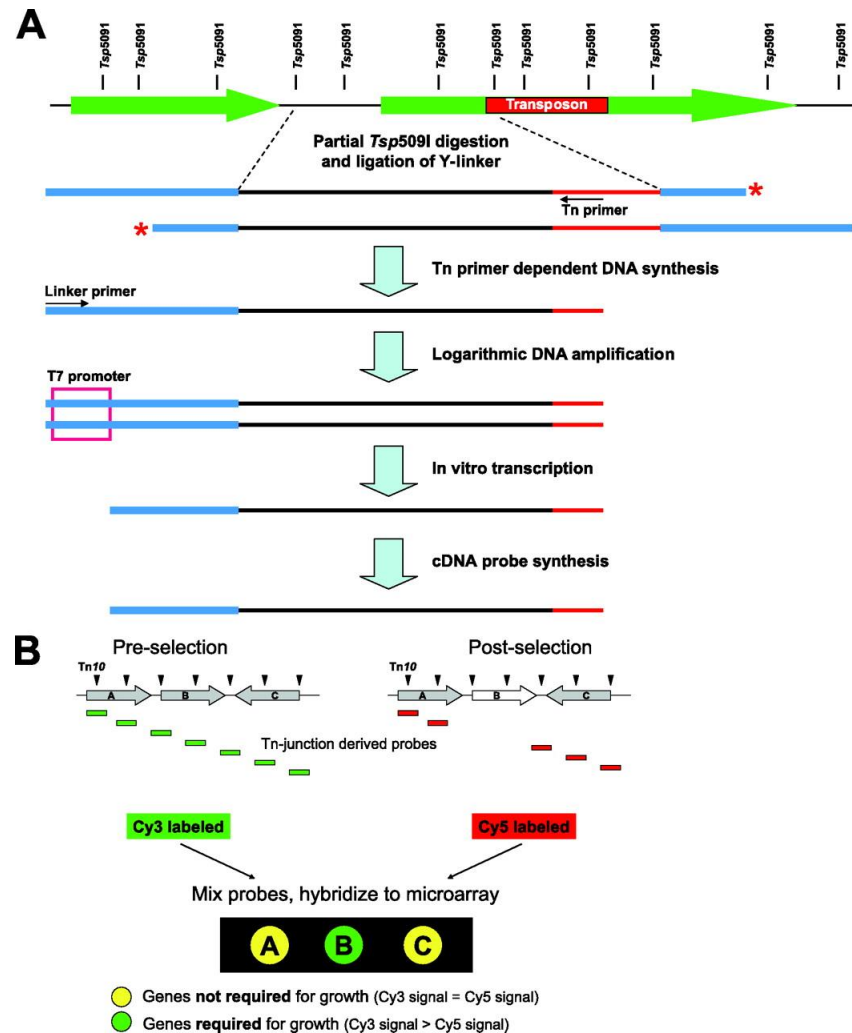 A
Tsp5091 Tsp5091 Tsp5091 Tsp5091 Tsp5091 Tsp5091 Tsp5091 Tsp5091 Tsp5091 Tsp5091 Tsp5091 Tsp5091
Transposon
Partial Tsp509I digestion
and ligation of Y-linker
*
Tn primer
*
Tn primer dependent DNA synthesis
Linker primer
Logarithmic DNA amplification
T7 promoter
In vitro transcription
cDNA probe synthesis
B
Pre-selection
Post-selection
Tn10
Tn10
A B C
A B C
Tn-junction derived probes
Cy3 labeled
Cy5 labeled
Mix probes, hybridize to microarray
A B C
Genes not required for growth (Cy3 signal = Cy5 signal)
Genes required for growth (Cy3 signal > Cy5 signal)